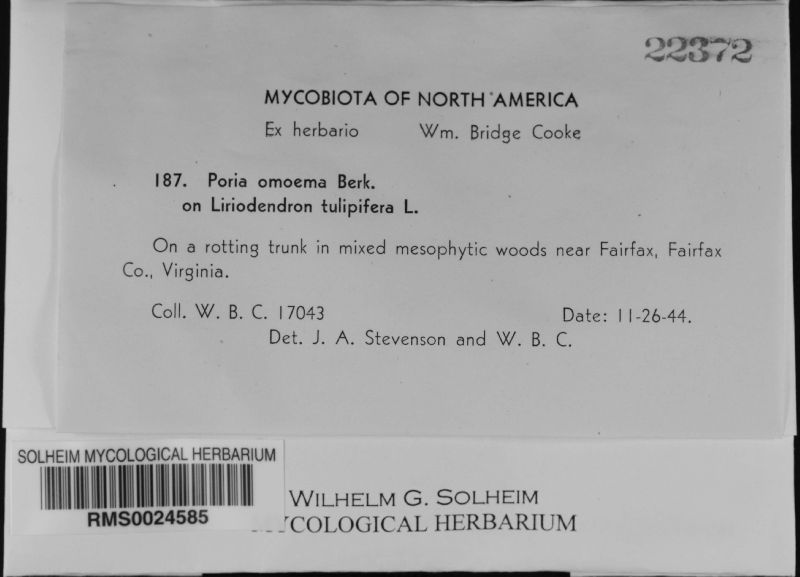 22372
MYCOBIOTA OF NORTH AMERICA
Ex herbario Wm. Bridge Cooke
187. Poria omoema Berk.
on Liriodendron tulipifera L.
On a rotting trunk in mixed mesophytic woods near Fairfax, Fairfax
Co., Virginia.
Coll. W. B. C. 17043 Date: 11-26-44.
Det. J. A. Stevenson and W. B. C.
SOLHEIM MYCOLOGICAL HERBARIUM
RMS0024585
WILHELM G. SOLHEIM
MYCOLOGICAL HERBARIUM